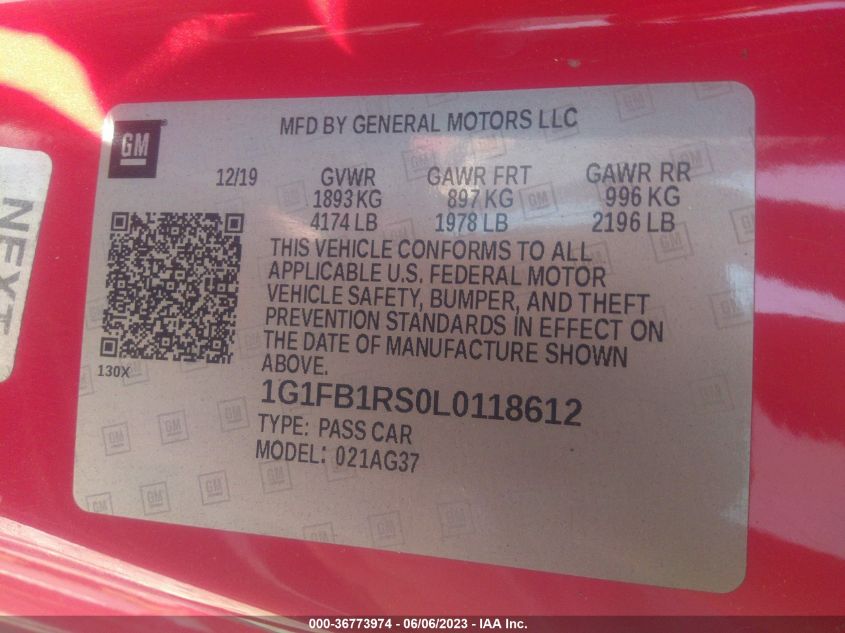 GM
MFD BY GENERAL MOTORS LLC
12/19 GVWR GAWR FRT GAWR RR
1893 KG 897 KG 996 KG
4174 LB 1978 LB 2196 LB
THIS VEHICLE CONFORMS TO ALL
APPLICABLE U.S. FEDERAL MOTOR
VEHICLE SAFETY, BUMPER, AND THEFT
PREVENTION STANDARDS IN EFFECT ON
THE DATE OF MANUFACTURE SHOWN
ABOVE.
130X
1G1FB1RS0L0118612
TYPE: PASS CAR
MODEL: 021AG37
NEXT
000-36773974 - 06/06/2023 - IAA Inc.